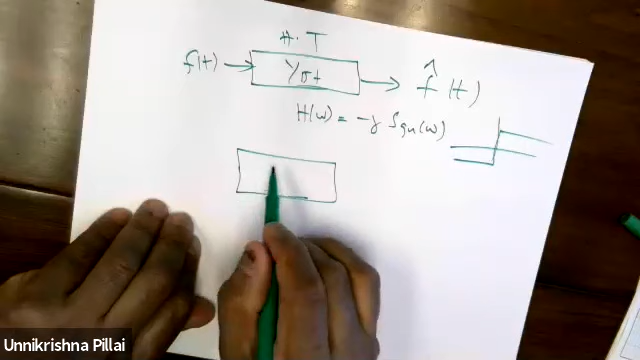 H.T
f(t) → 1/πt → f̂(t)
H(ω) = -j Sgn(ω)
Unnikrishna Pillai